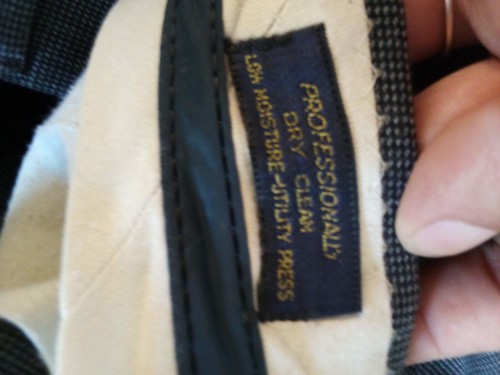 PROFESSIONALLY
DRY CLEAN
LOW MOISTURE-UTILITY PRESS